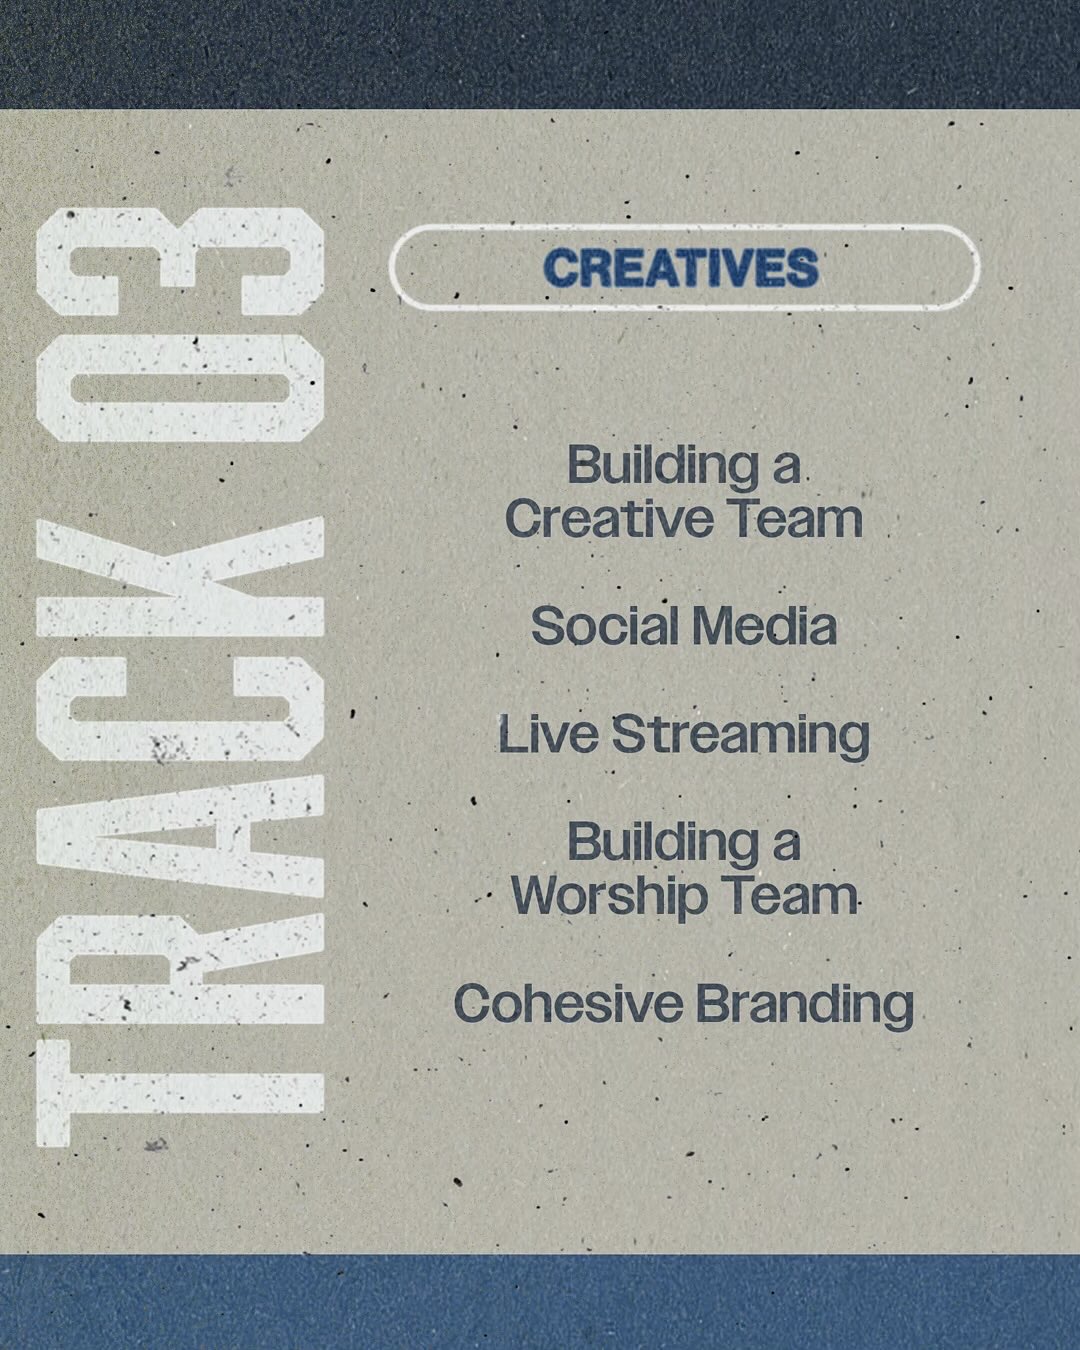 TRACK 03
CREATIVES
Building a
Creative Team
Social Media
Live Streaming
Building a
Worship Team
Cohesive Branding